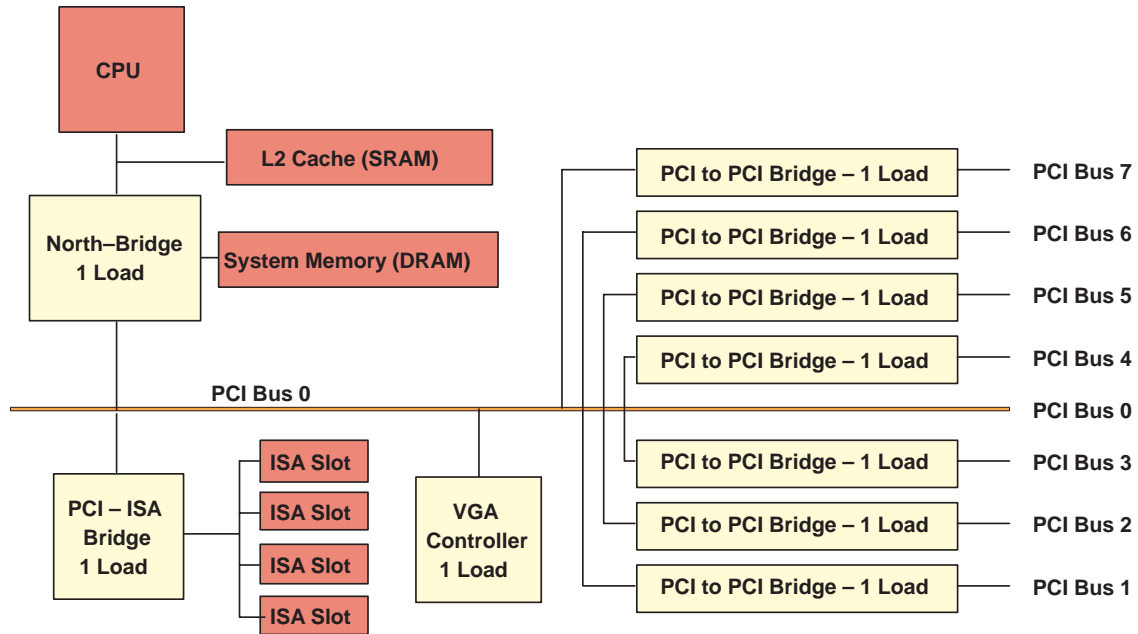 CPU
L2 Cache (SRAM)
North–Bridge
1 Load
System Memory (DRAM)
PCI to PCI Bridge – 1 Load
PCI Bus 7
PCI to PCI Bridge – 1 Load
PCI Bus 6
PCI to PCI Bridge – 1 Load
PCI Bus 5
PCI to PCI Bridge – 1 Load
PCI Bus 4
PCI Bus 0
PCI Bus 0
PCI to PCI Bridge – 1 Load
PCI Bus 3
PCI to PCI Bridge – 1 Load
PCI Bus 2
PCI to PCI Bridge – 1 Load
PCI Bus 1
PCI – ISA
Bridge
1 Load
ISA Slot
ISA Slot
ISA Slot
ISA Slot
VGA
Controller
1 Load